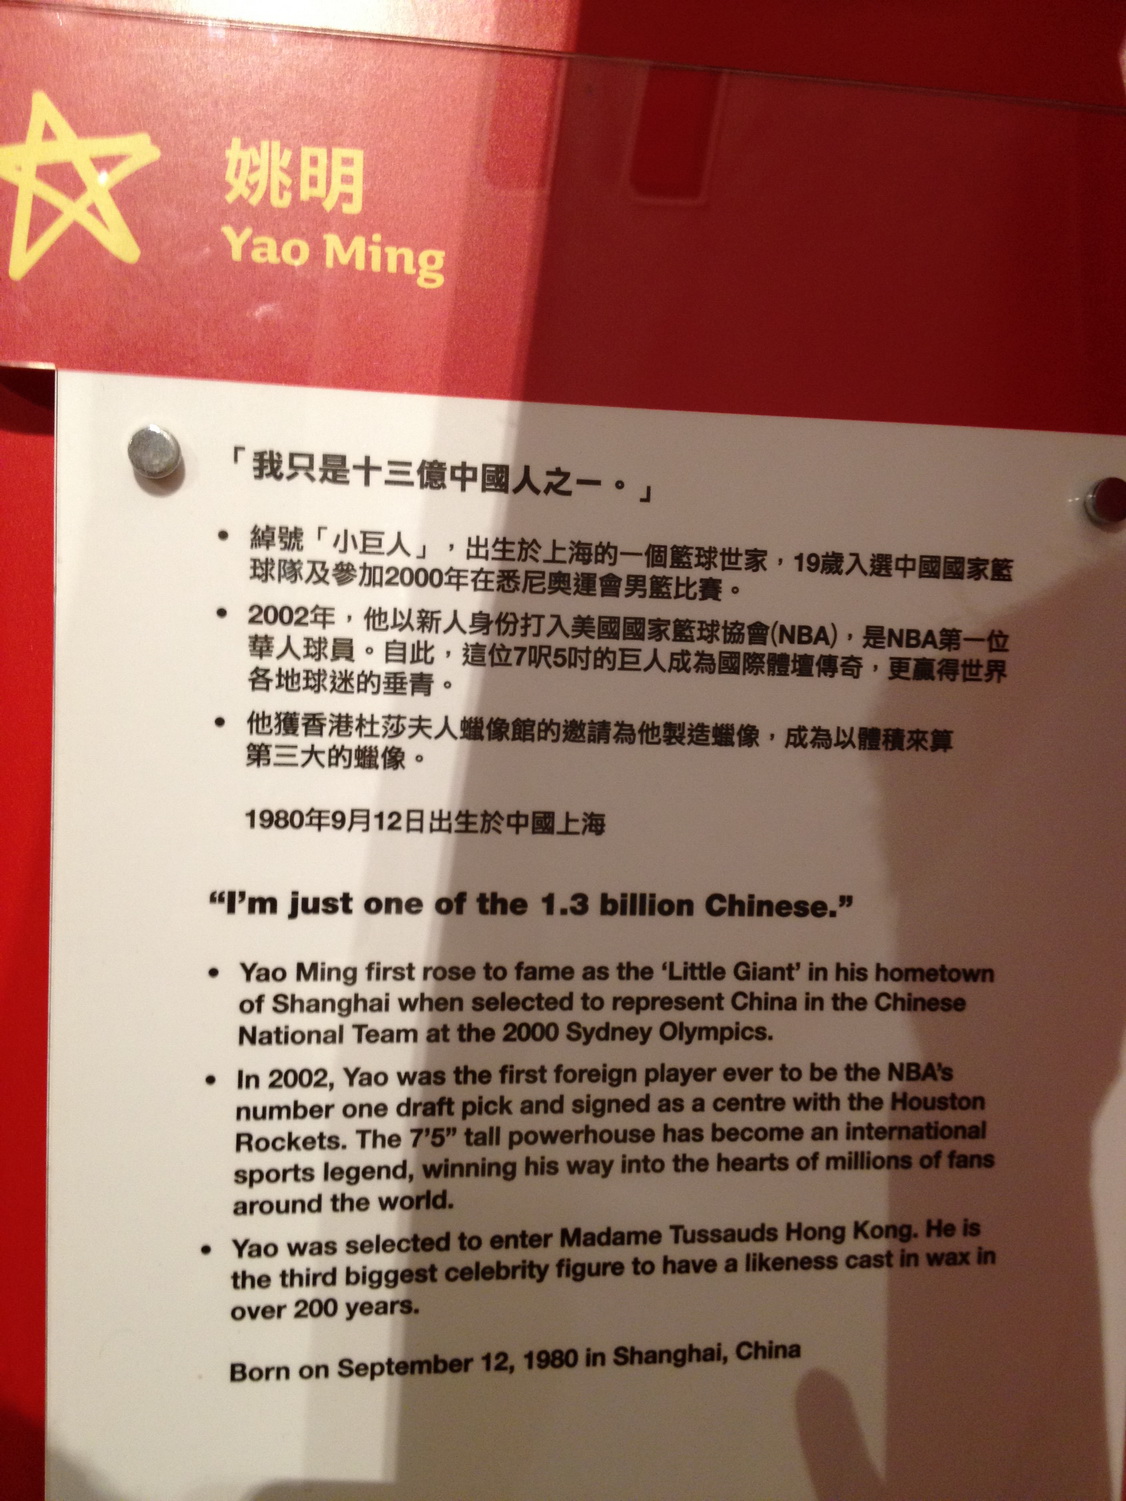 姚明
Yao Ming
「我只是十三億中國人之一。」
• 綽號「小巨人」，出生於上海的一個籃球世家，19歲入選中國國家籃
球隊及參加2000年在悉尼奧運會男籃比賽。
• 2002年，他以新人身份打入美國國家籃球協會(NBA)，是NBA第一位
華人球員。自此，這位7呎5吋的巨人成為國際體壇傳奇，更贏得世界
各地球迷的垂青。
• 他獲香港杜莎夫人蠟像館的邀請為他製造蠟像，成為以體積來算
第三大的蠟像。
1980年9月12日出生於中國上海
“I’m just one of the 1.3 billion Chinese.”
• Yao Ming first rose to fame as the ‘Little Giant’ in his hometown
of Shanghai when selected to represent China in the Chinese
National Team at the 2000 Sydney Olympics.
• In 2002, Yao was the first foreign player ever to be the NBA’s
number one draft pick and signed as a centre with the Houston
Rockets. The 7’5” tall powerhouse has become an international
sports legend, winning his way into the hearts of millions of fans
around the world.
• Yao was selected to enter Madame Tussauds Hong Kong. He is
the third biggest celebrity figure to have a likeness cast in wax in
over 200 years.
Born on September 12, 1980 in Shanghai, China